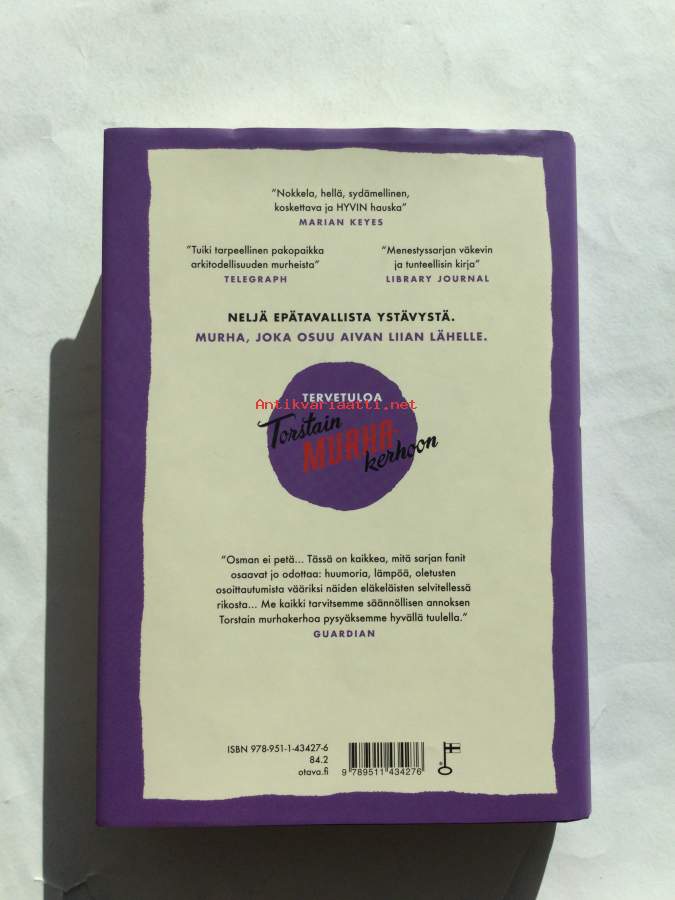 "Nokkela, hellä, sydämellinen,
koskettava ja HYVIN hauska"
MARIAN KEYES
"Tuiki tarpeellinen pakopaikka
arkitodellisuuden murheista"
TELEGRAPH
"Menestyssarjan väkevin
ja tunteellisin kirja"
LIBRARY JOURNAL
NELJÄ EPÄTAVALLISTA YSTÄVYSTÄ.
MURHA, JOKA OSUU AIVAN LIIAN LÄHELLE.
TERVETULOA
Antikvariaatti.net
Torstain
MURHA-
kerhoon
"Osman ei petä... Tässä on kaikkea, mitä sarjan fanit
osaavat jo odottaa: huumoria, lämpöä, oletusten
osoittautumista vääriksi näiden eläkeläisten selvitellessä
rikosta... Me kaikki tarvitsemme säännöllisen annoksen
Torstain murhakerhoa pysyäksemme hyvällä tuulella."
GUARDIAN
ISBN 978-951-1-43427-6
84.2
otava.fi
9 789511 434276